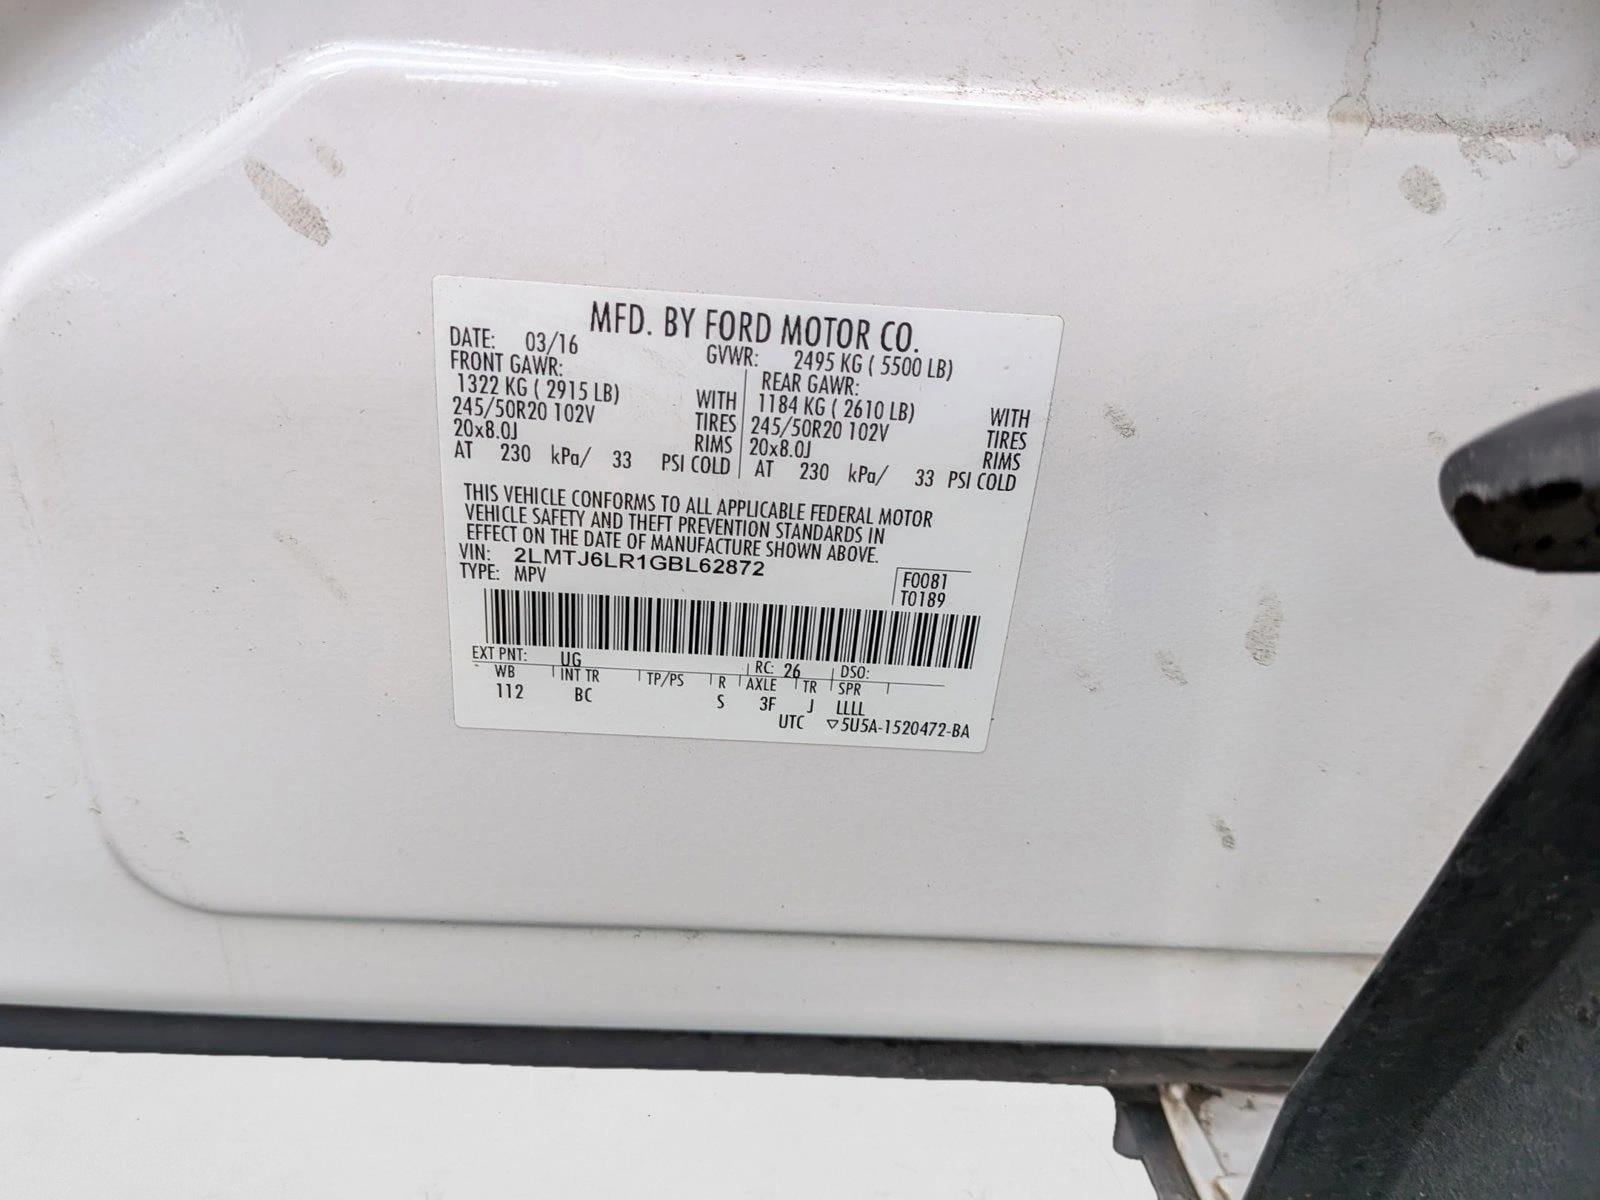 MFD. BY FORD MOTOR CO.
DATE: 03/16 GVWR: 2495 KG ( 5500 LB)
FRONT GAWR: REAR GAWR:
1322 KG ( 2915 LB) WITH 1184 KG ( 2610 LB) WITH
245/50R20 102V TIRES 245/50R20 102V TIRES
20x8.0J RIMS 20x8.0J RIMS
AT 230 kPa/ 33 PSI COLD AT 230 kPa/ 33 PSI COLD
THIS VEHICLE CONFORMS TO ALL APPLICABLE FEDERAL MOTOR
VEHICLE SAFETY AND THEFT PREVENTION STANDARDS IN
EFFECT ON THE DATE OF MANUFACTURE SHOWN ABOVE.
VIN: 2LMTJ6LR1GBL62872
TYPE: MPV F0081
T0189
EXT PNT: UG RC: 26 DSO:
WB INT TR TP/PS R AXLE TR SPR
112 BC S 3F J LLLL
UTC ▽5U5A-1520472-BA